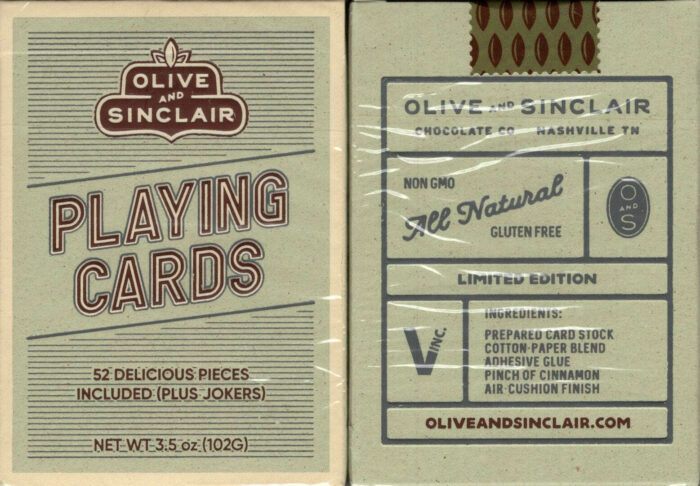 OLIVE
AND
SINCLAIR
PLAYING
CARDS
52 DELICIOUS PIECES
INCLUDED (PLUS JOKERS)
NET WT 3.5 oz (102G)
OLIVE AND SINCLAIR
CHOCOLATE CO NASHVILLE TN
NON GMO
All Natural
GLUTEN FREE
O
AND
S
LIMITED EDITION
V INC.
INGREDIENTS:
PREPARED CARD STOCK
COTTON-PAPER BLEND
ADHESIVE GLUE
PINCH OF CINNAMON
AIR-CUSHION FINISH
OLIVEANDSINCLAIR.COM